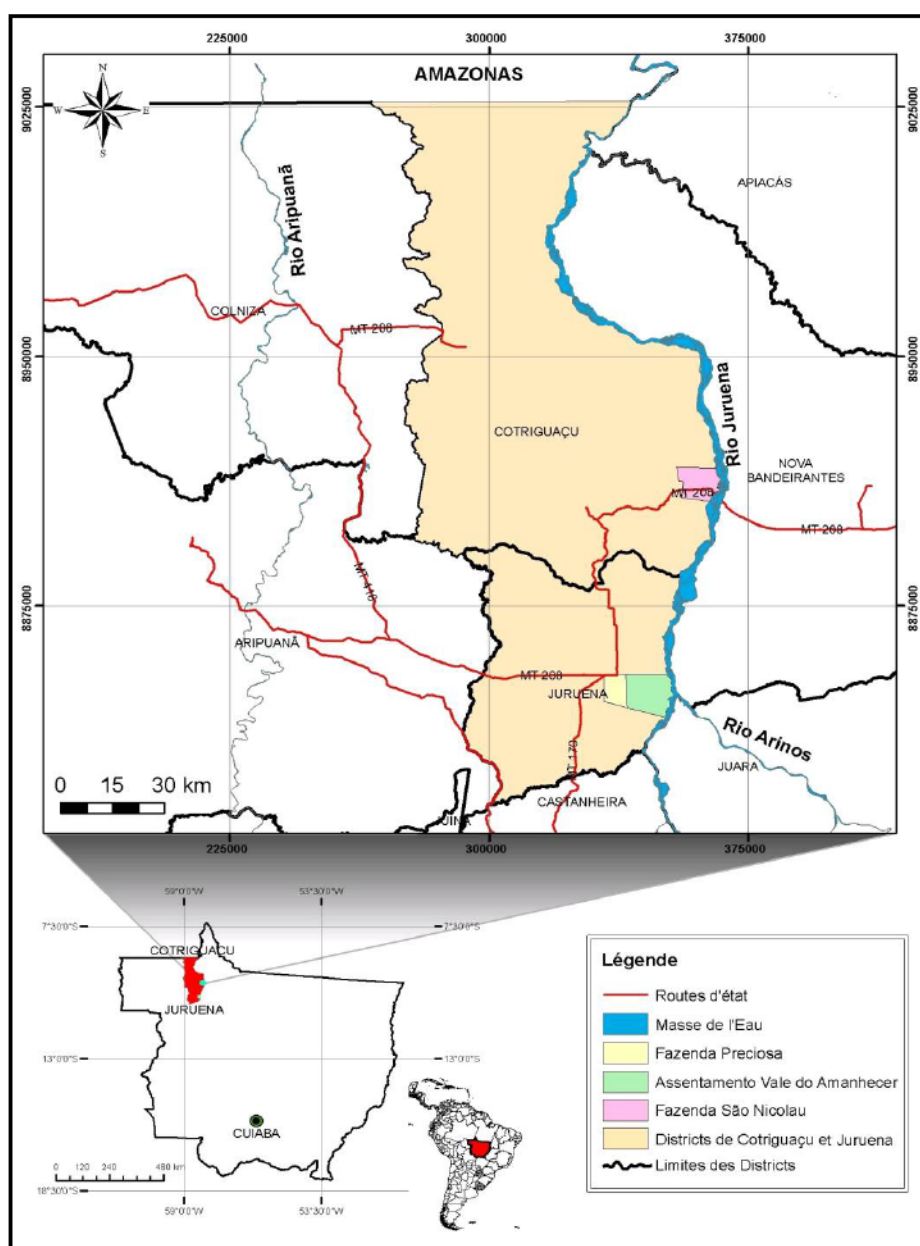 225000 300000 375000
AMAZONAS
N
W E
S
9025000 9025000
APIACÁS
Rio Aripuanã
COLNIZA
MT 208
8950000 8950000
Rio Juruena
COTRIGUAÇU
NOVA
BANDEIRANTES
MT 208
MT 208
MT 418
8875000 8875000
ARIPUANÃ
MT 208
JURUENA
Rio Arinos
MT 170
JUARA
0 15 30 km
CASTANHEIRA
225000 300000 375000
59°0'0"W 53°30'0"W
7°30'0"S 7°30'0"S
COTRIGUAÇU
JURUENA
13°0'0"S 13°0'0"S
CUIABA
0 120 240 480 km
18°30'0"S
59°0'0"W 53°30'0"W
Légende
Routes d'état
Masse de l'Eau
Fazenda Preciosa
Assentamento Vale do Amanhecer
Fazenda São Nicolau
Districts de Cotriguaçu et Juruena
Limites des Districts